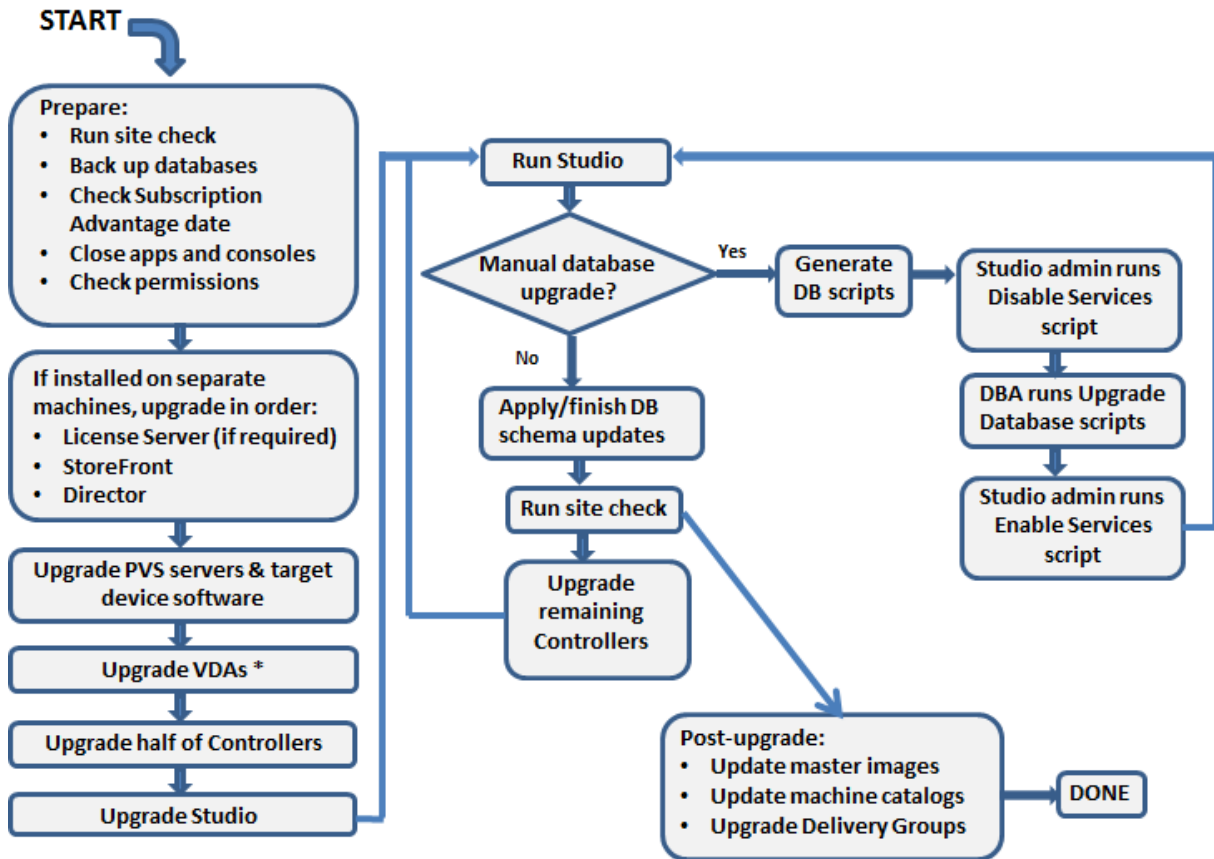 START
Prepare:
• Run site check
• Back up databases
• Check Subscription
Advantage date
• Close apps and consoles
• Check permissions
If installed on separate
machines, upgrade in order:
• License Server (if required)
• StoreFront
• Director
Upgrade PVS servers & target
device software
Upgrade VDAs *
Upgrade half of Controllers
Upgrade Studio
Run Studio
Manual database
upgrade?
Yes
Generate
DB scripts
Studio admin runs
Disable Services
script
DBA runs Upgrade
Database scripts
Studio admin runs
Enable Services
script
No
Apply/finish DB
schema updates
Run site check
Upgrade
remaining
Controllers
Post-upgrade:
• Update master images
• Update machine catalogs
• Upgrade Delivery Groups
DONE